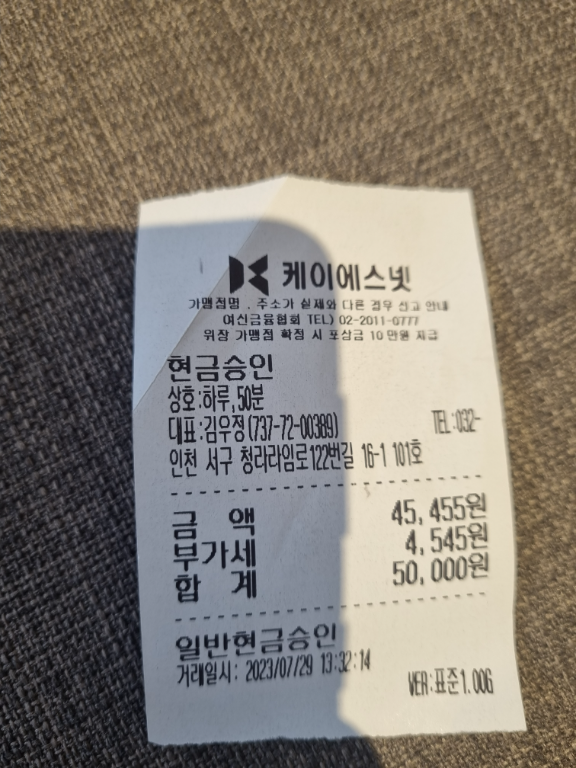 케이에스넷
가맹점명 . 주소가 실제와 다른 경우 신고 안내
여신금융협회 TEL) 02-2011-0777
위장 가맹점 확정 시 포상금 10 만원 지급
현금승인
상호:하루,50분
대표:김우정(737-72-00389) TEL:032-
인천 서구 청라라임로122번길 16-1 101호
금 액 45,455원
부가세 4,545원
합 계 50,000원
일반현금승인
거래일시: 2023/07/29 13:32:14
VER:표준1.00G